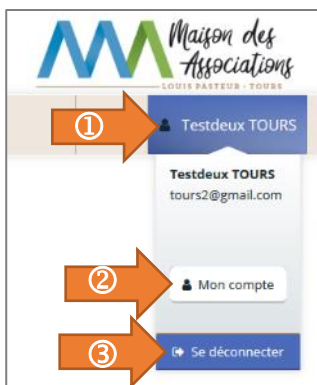 Maison des
Associations
LOUIS PASTEUR - TOURS
① Testdeux TOURS
Testdeux TOURS
tours2@gmail.com
② Mon compte
③ Se déconnecter